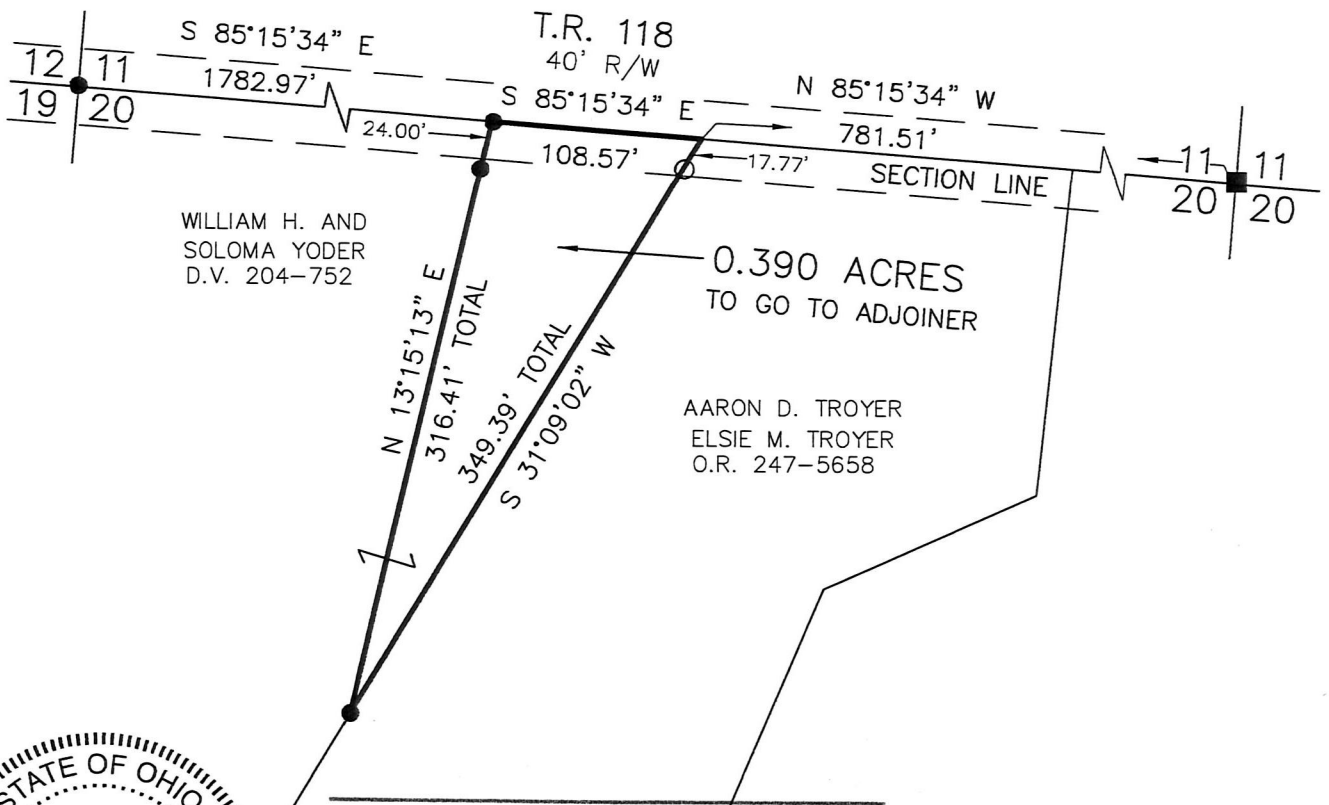 T.R. 118
40' R/W
S 85°15'34" E
1782.97'
12 11
19 20
S 85°15'34" E
108.57'
24.00'
17.77'
N 85°15'34" W
781.51'
SECTION LINE
11 11
20 20
WILLIAM H. AND
SOLOMA YODER
D.V. 204-752
0.390 ACRES
TO GO TO ADJOINER
N 13°15'13" E
316.41' TOTAL
349.39' TOTAL
S 31°09'02" W
AARON D. TROYER
ELSIE M. TROYER
O.R. 247-5658
STATE OF OHIO